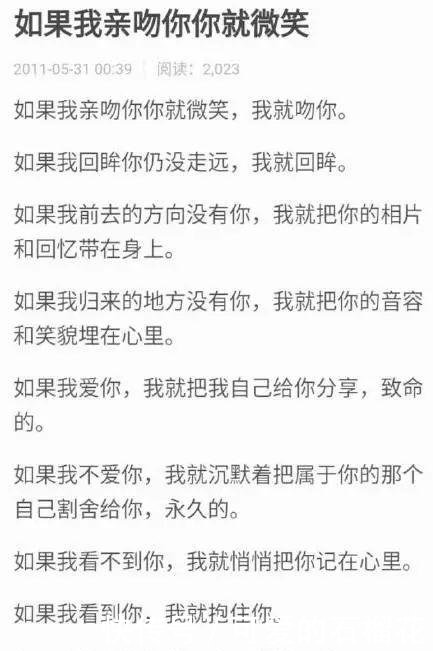 如果我亲吻你你就微笑
2011-05-31 00:39 阅读：2,023
如果我亲吻你你就微笑，我就吻你。
如果我回眸你仍没走远，我就回眸。
如果我前去的方向没有你，我就把你的相片
和回忆带在身上。
如果我归来的地方没有你，我就把你的音容
和笑貌埋在心里。
如果我爱你，我就把我自己给你分享，致命
的。
如果我不爱你，我就沉默着把属于你的那个
自己割舍给你，永久的。
如果我看不到你，我就悄悄把你记在心里。
如果我看到你，我就抱住你